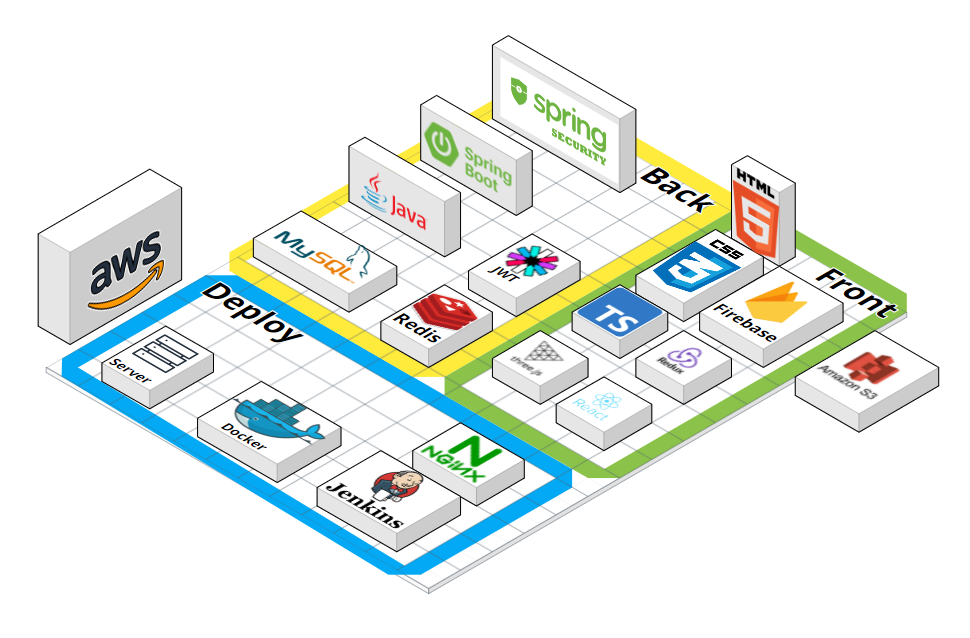 spring
SECURITY
Spring
Boot
Back
HTML
5
Java
aws
MySQL
JWT
CSS
3
Front
Deploy
Redis
TS
Firebase
Server
three.js
Redux
Amazon S3
React
Docker
N
NGINX
Jenkins